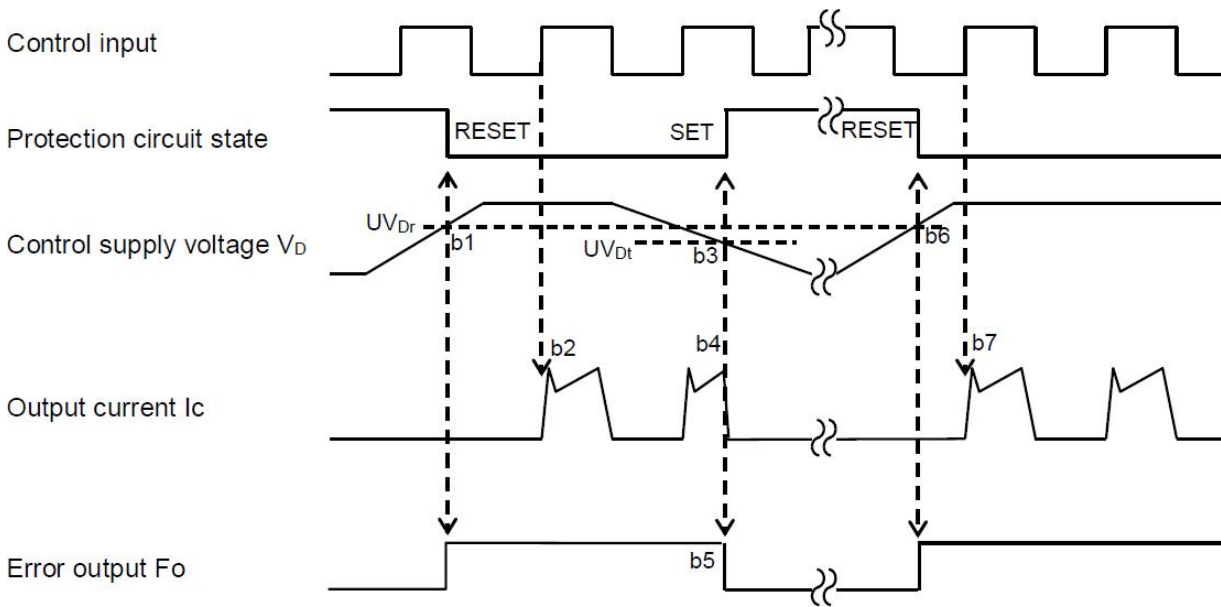 Control input
Protection circuit state
RESET
SET
RESET
Control supply voltage VD
UVDr
b1
UVDt
b3
b6
b2
b4
b7
Output current Ic
Error output Fo
b5